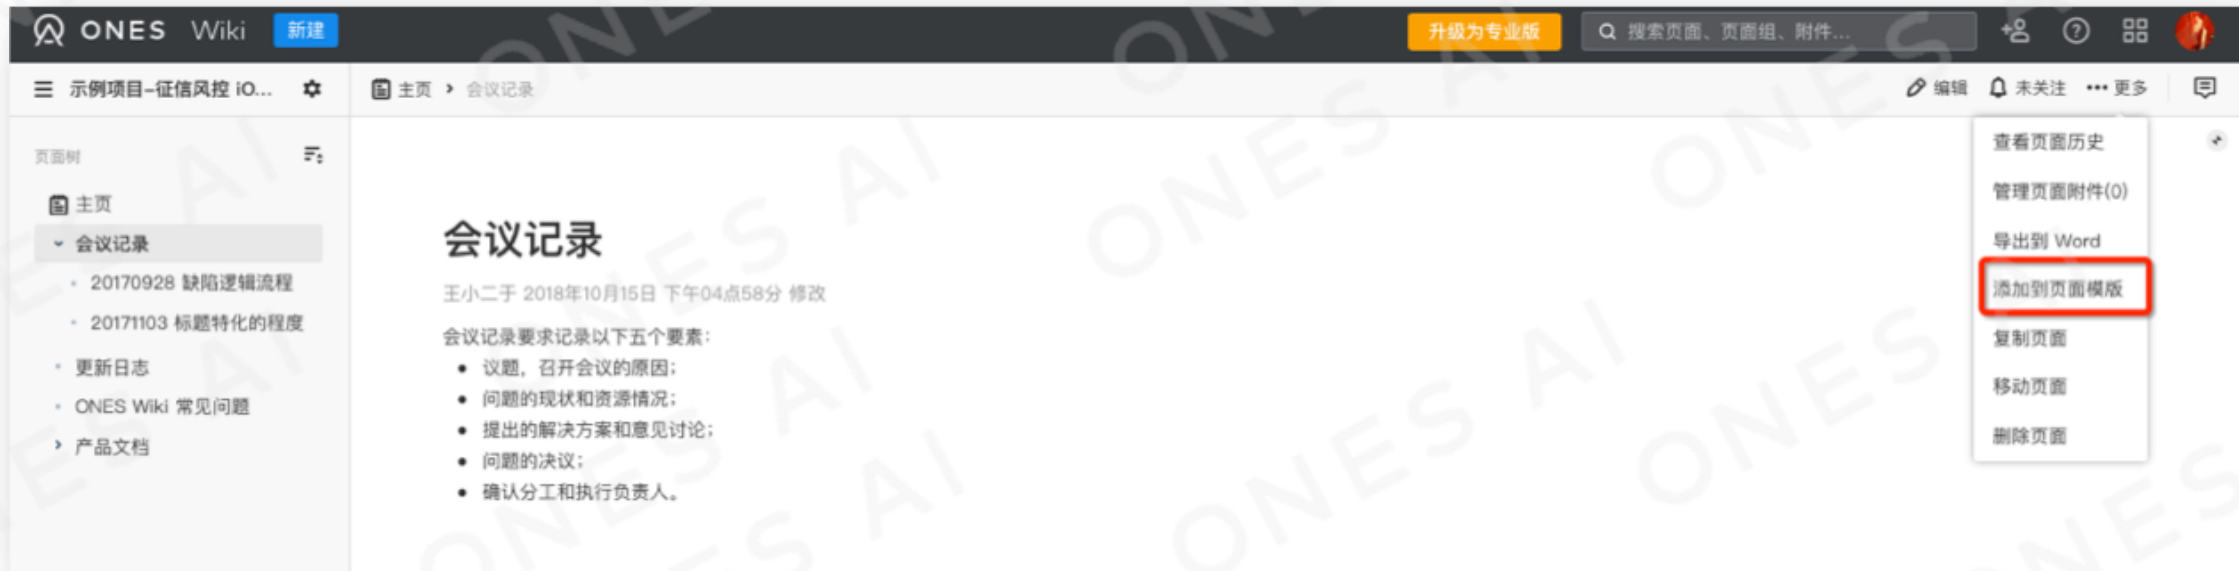 ONES Wiki 新建 升级为专业版 搜索页面、页面组、附件...
示例项目-征信风控 iO... 主页 > 会议记录 编辑 未关注 ••• 更多
页面树
主页
会议记录
20170928 缺陷逻辑流程
20171103 标题特化的程度
更新日志
ONES Wiki 常见问题
产品文档
会议记录
王小二于 2018年10月15日 下午04点58分 修改
会议记录要求记录以下五个要素：
• 议题，召开会议的原因；
• 问题的现状和资源情况；
• 提出的解决方案和意见讨论；
• 问题的决议；
• 确认分工和执行负责人。
查看页面历史
管理页面附件(0)
导出到 Word
添加到页面模版
复制页面
移动页面
删除页面
ONES AI